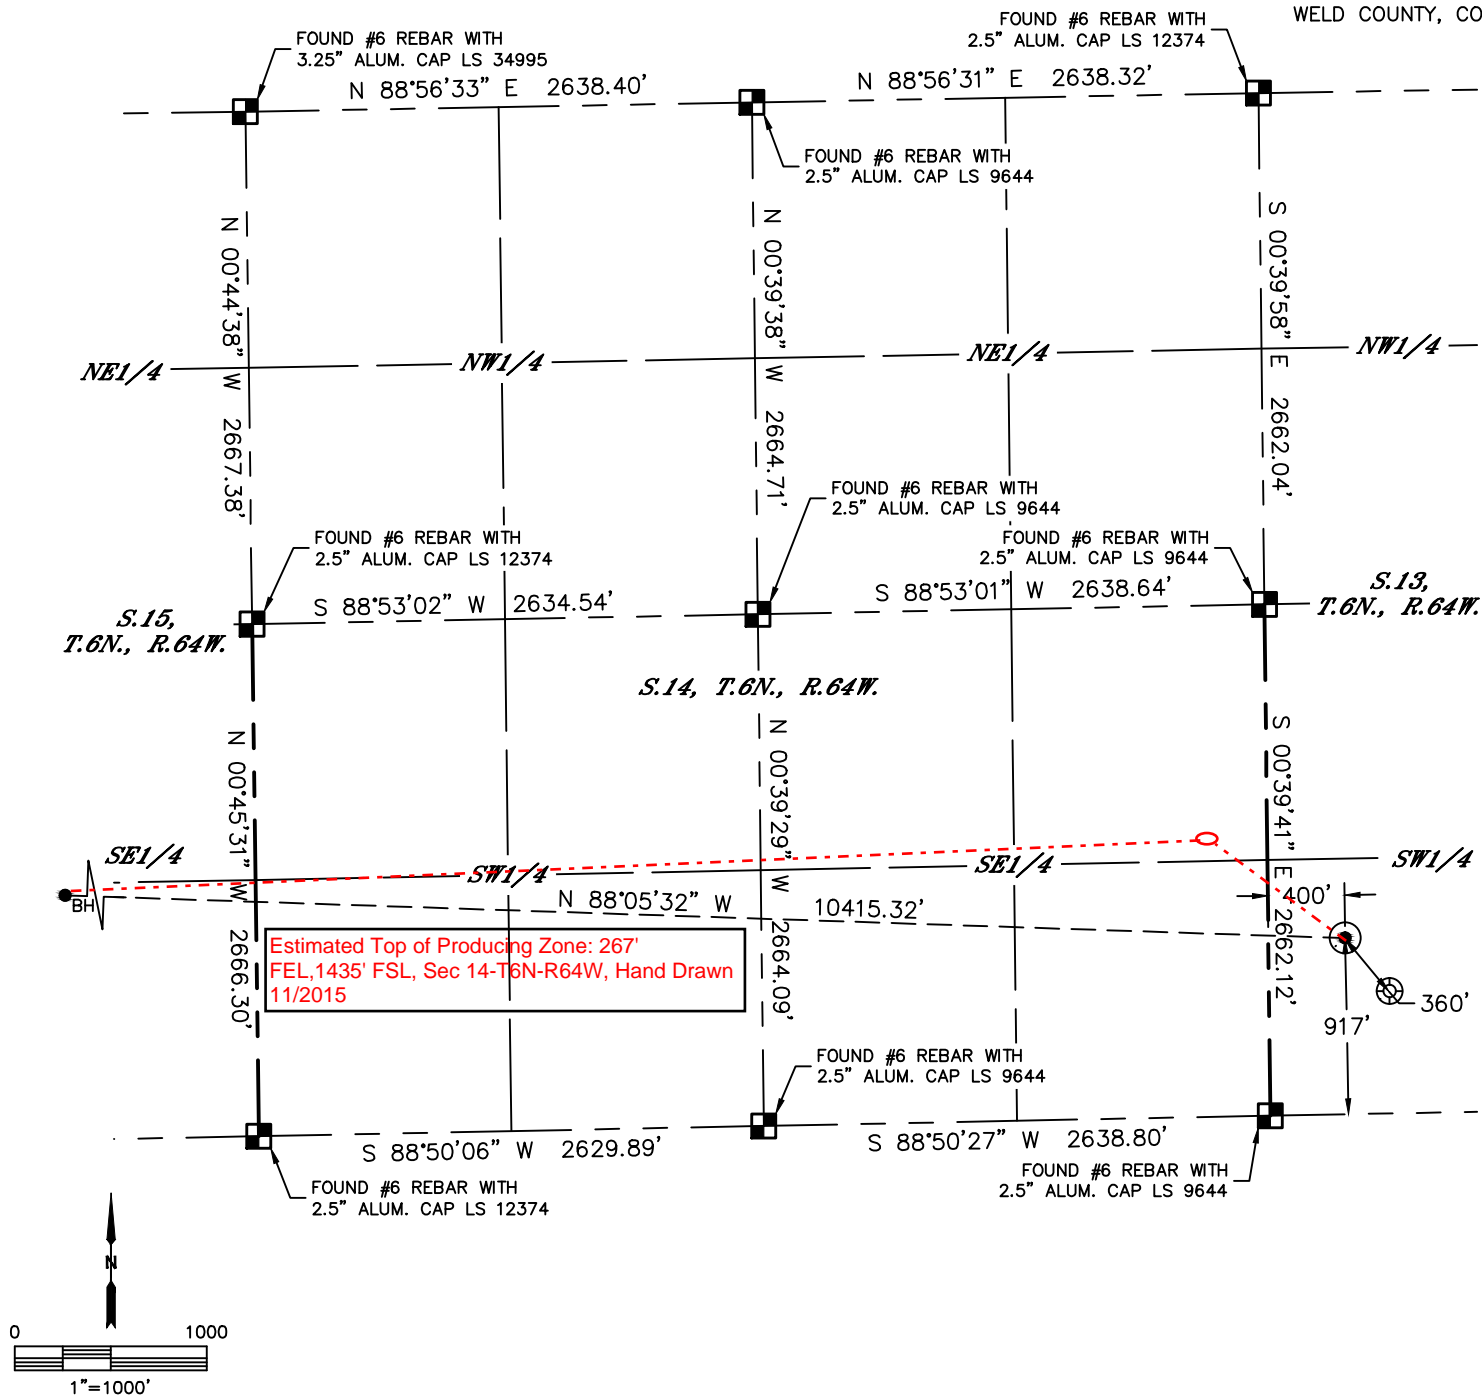 WELD COUNTY, CO
FOUND #6 REBAR WITH
3.25" ALUM. CAP LS 34995
FOUND #6 REBAR WITH
2.5" ALUM. CAP LS 12374
N 88°56'33" E 2638.40'
N 88°56'31" E 2638.32'
FOUND #6 REBAR WITH
2.5" ALUM. CAP LS 9644
N 00°44'38" W 2667.38'
N 00°39'38" W 2664.71'
S 00°39'58" E 2662.04'
NE1/4
NW1/4
NE1/4
NW1/4
FOUND #6 REBAR WITH
2.5" ALUM. CAP LS 9644
FOUND #6 REBAR WITH
2.5" ALUM. CAP LS 12374
FOUND #6 REBAR WITH
2.5" ALUM. CAP LS 9644
S 88°53'02" W 2634.54'
S 88°53'01" W 2638.64'
S.15,
T.6N., R.64W.
S.13,
T.6N., R.64W.
S.14, T.6N., R.64W.
N 00°45'31" W 2666.30'
N 00°39'29" W 2664.09'
S 00°39'41" E 2662.12'
SE1/4
SW1/4
SE1/4
SW1/4
BH
N 88°05'32" W 10415.32'
400'
360'
917'
Estimated Top of Producing Zone: 267'
FEL,1435' FSL, Sec 14-T6N-R64W, Hand Drawn
11/2015
FOUND #6 REBAR WITH
2.5" ALUM. CAP LS 9644
S 88°50'06" W 2629.89'
S 88°50'27" W 2638.80'
FOUND #6 REBAR WITH
2.5" ALUM. CAP LS 12374
FOUND #6 REBAR WITH
2.5" ALUM. CAP LS 9644
N
0 1000
1"=1000'